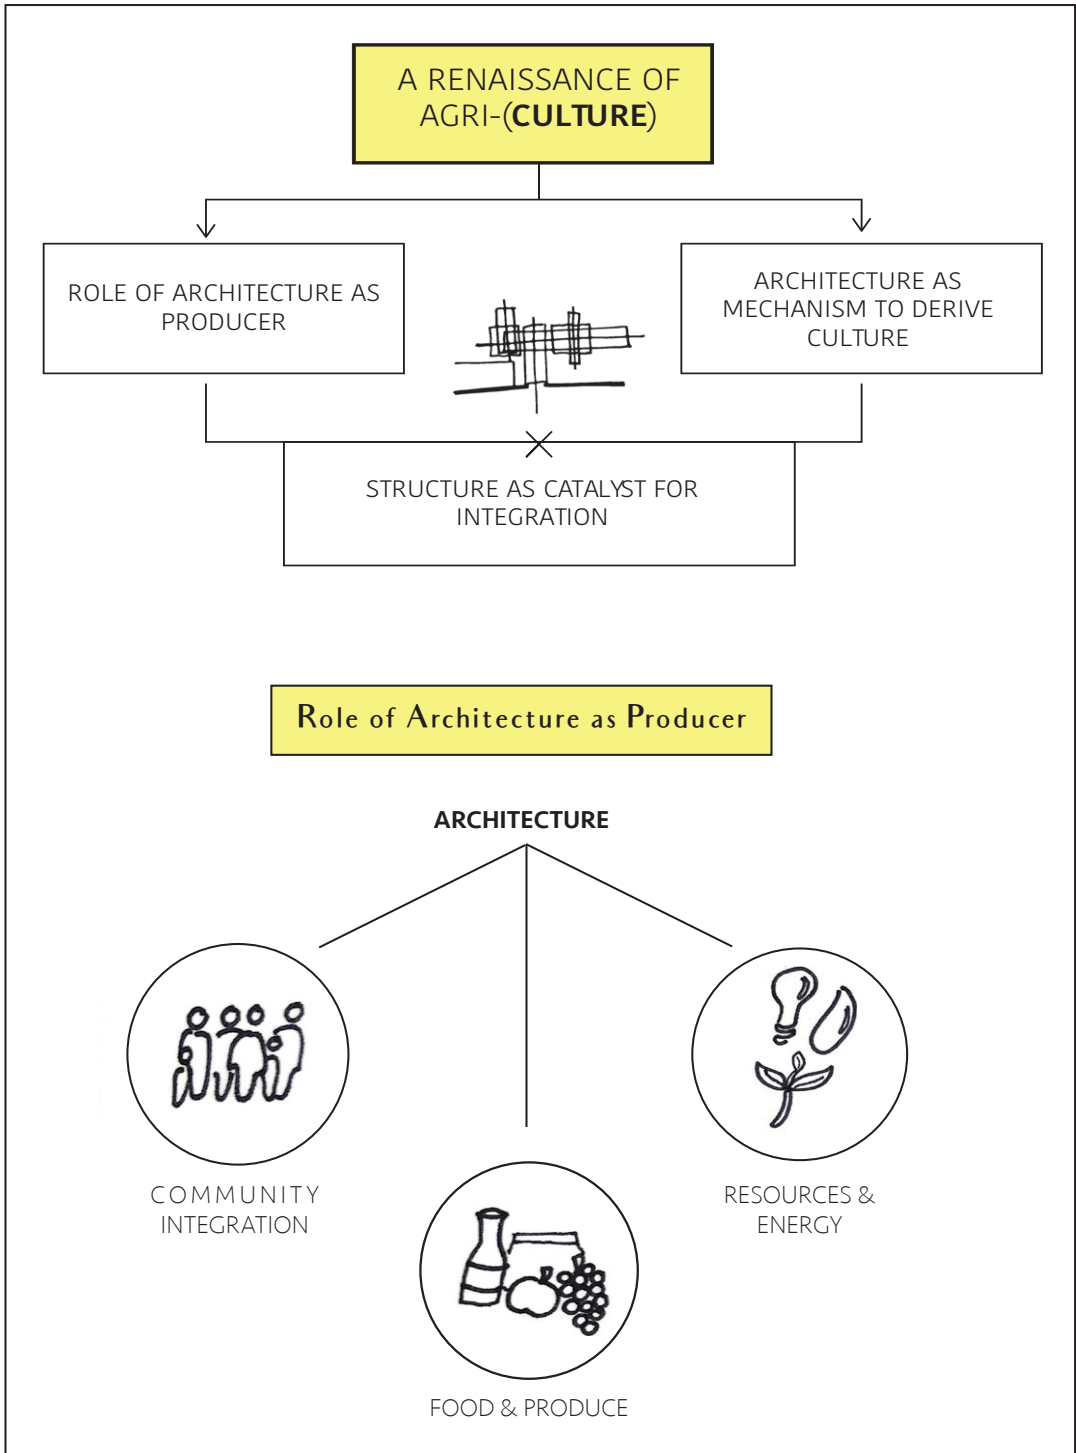 A RENAISSANCE OF
AGRI-(CULTURE)
ROLE OF ARCHITECTURE AS
PRODUCER
ARCHITECTURE AS
MECHANISM TO DERIVE
CULTURE
STRUCTURE AS CATALYST FOR
INTEGRATION
Role of Architecture as Producer
ARCHITECTURE
COMMUNITY
INTEGRATION
RESOURCES &
ENERGY
FOOD & PRODUCE